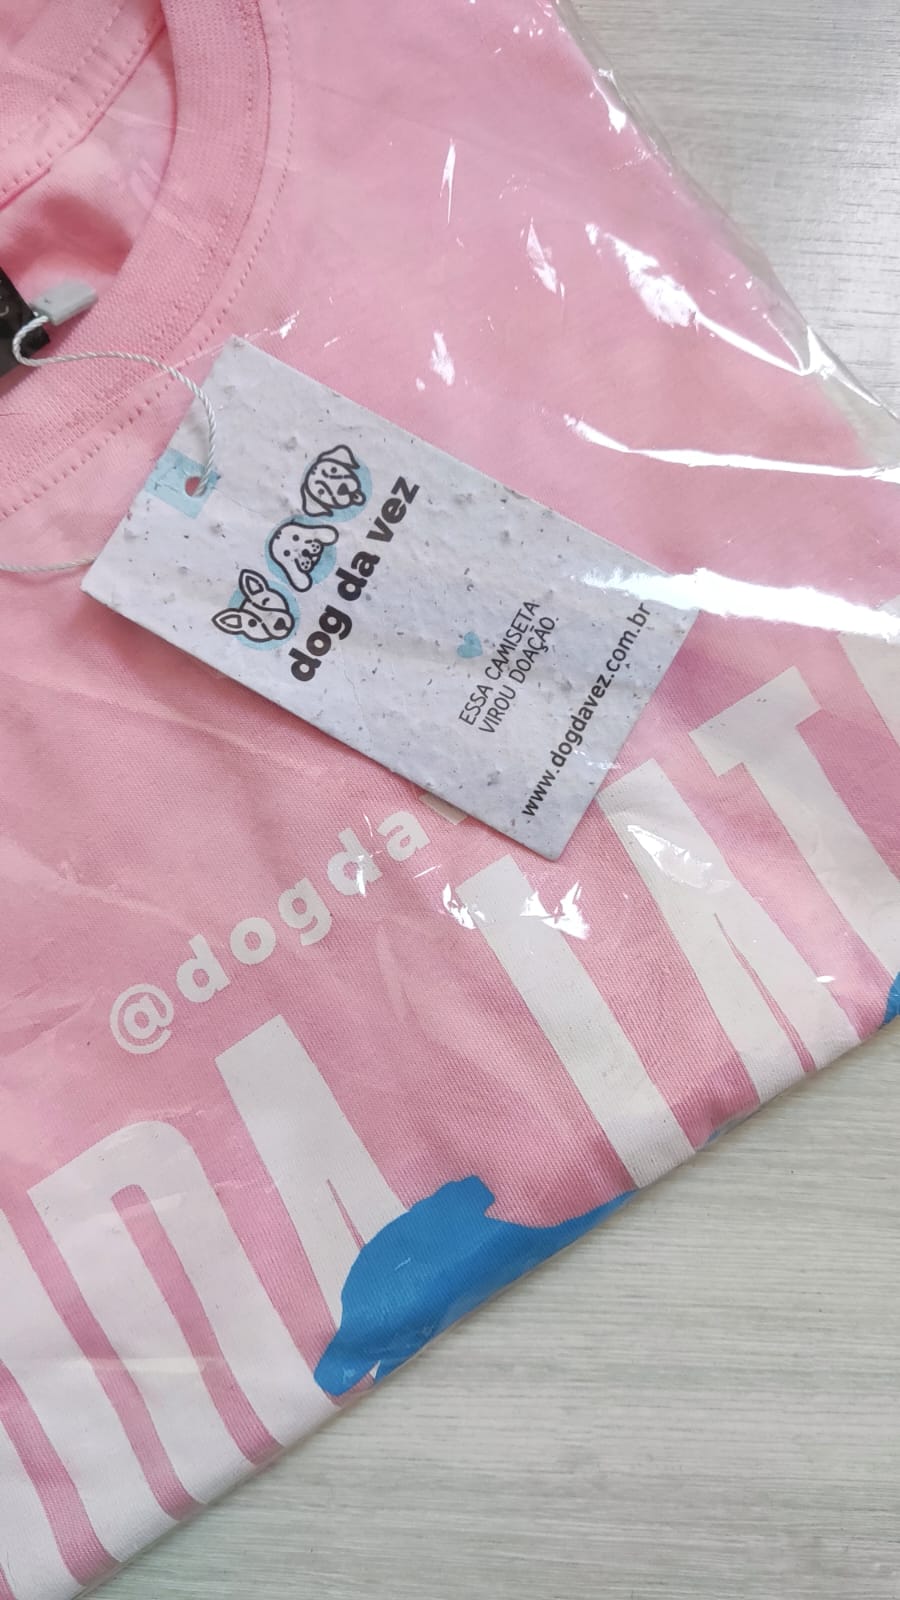 dog da vez
ESSA CAMISETA
VIROU DOAÇÃO.
www.dogdavez.com.br
@dogda